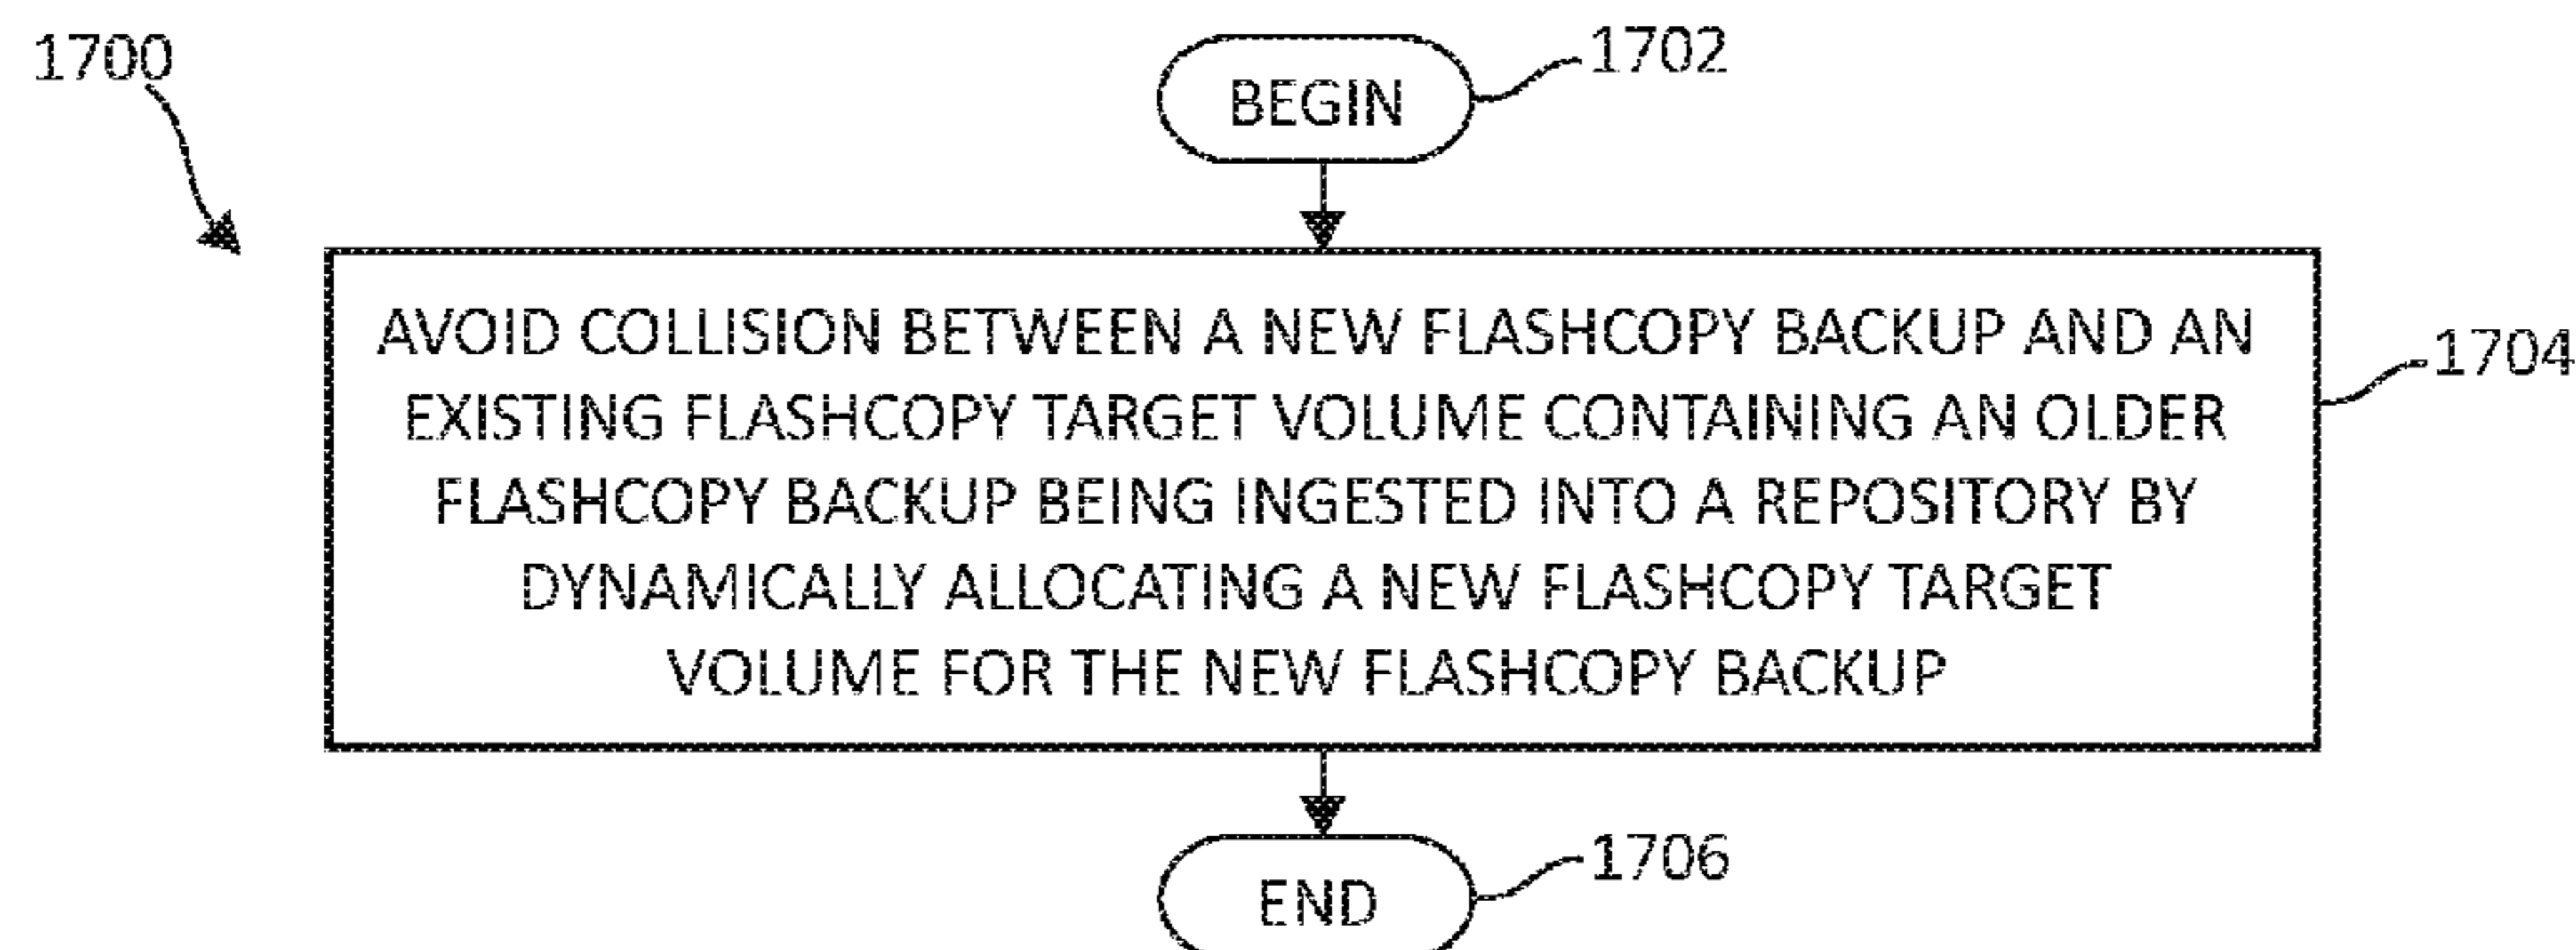 1700
BEGIN
1702
AVOID COLLISION BETWEEN A NEW FLASHCOPY BACKUP AND AN
EXISTING FLASHCOPY TARGET VOLUME CONTAINING AN OLDER
FLASHCOPY BACKUP BEING INGESTED INTO A REPOSITORY BY
DYNAMICALLY ALLOCATING A NEW FLASHCOPY TARGET
VOLUME FOR THE NEW FLASHCOPY BACKUP
1704
END
1706